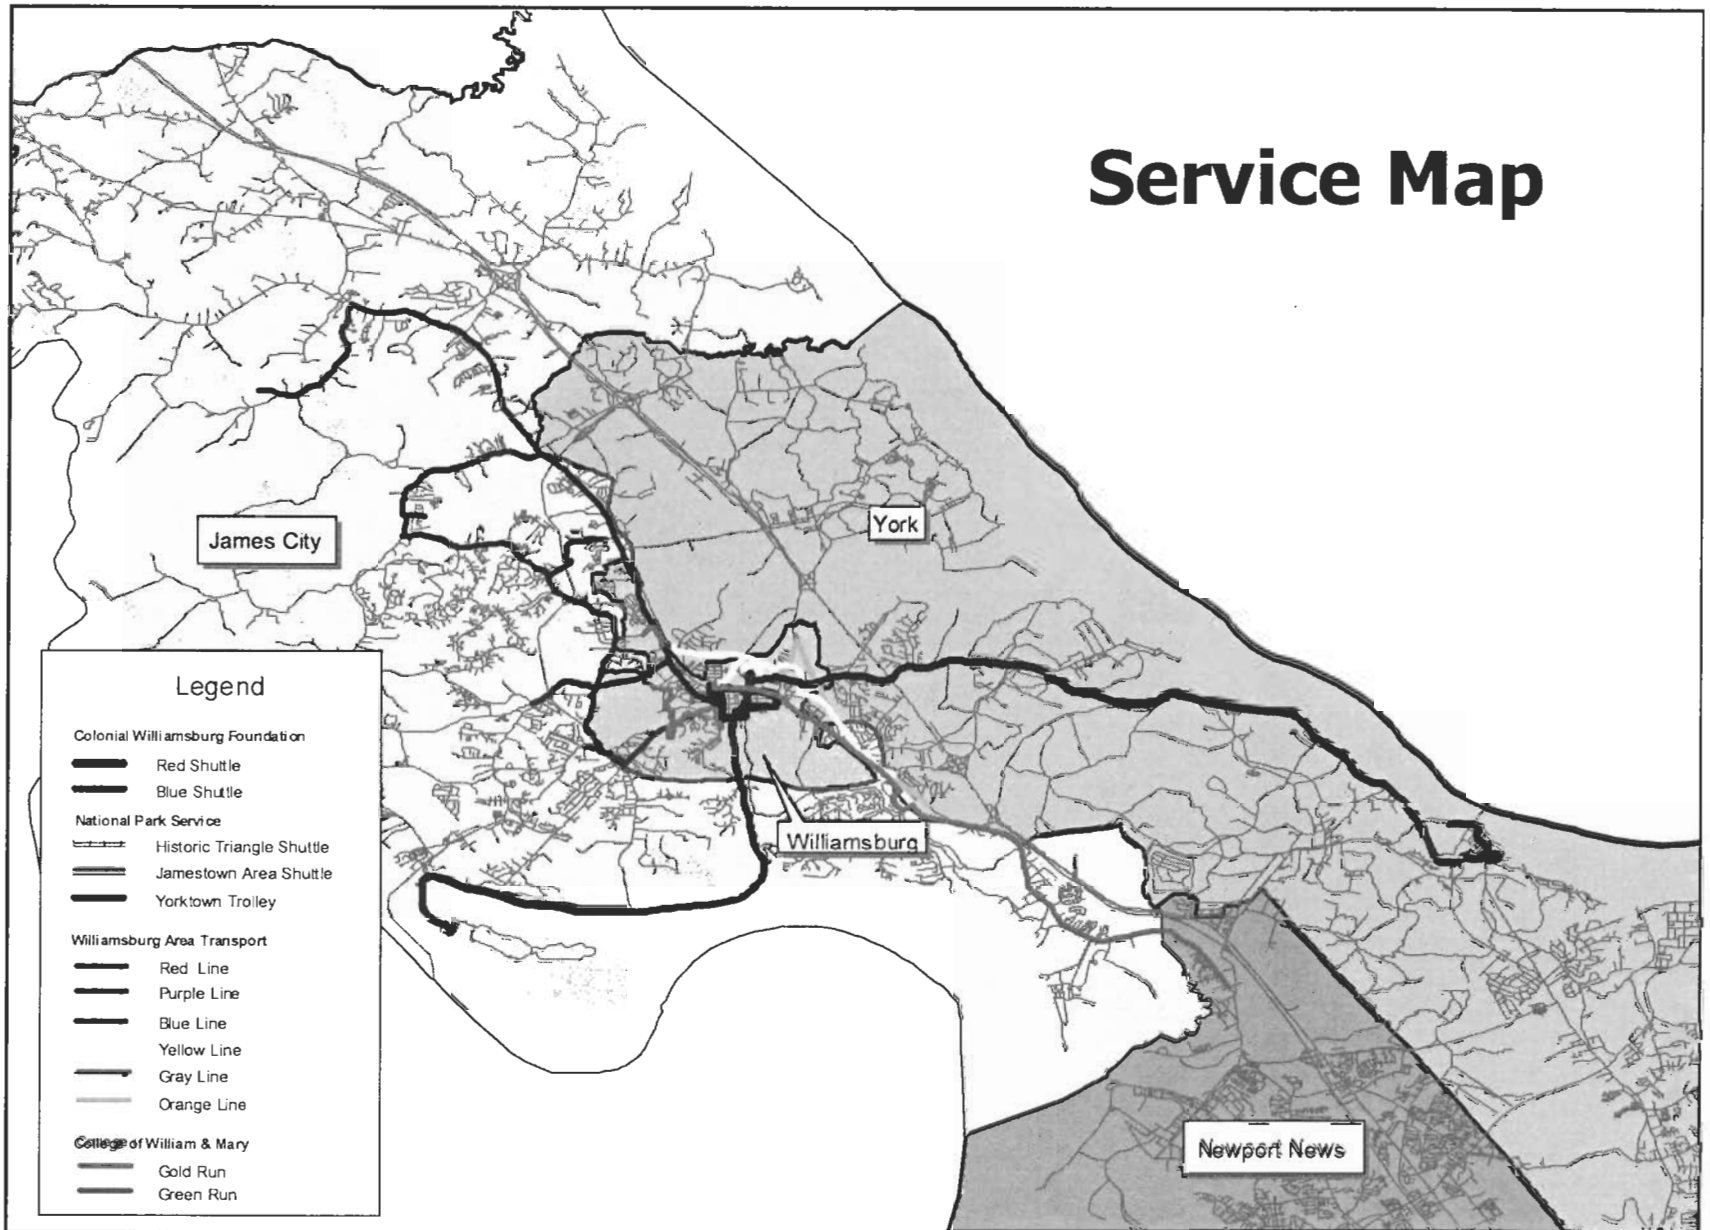 Service Map
York
James City
Williamsburg
Newport News
Legend
Colonial Williamsburg Foundation
Red Shuttle
Blue Shuttle
National Park Service
Historic Triangle Shuttle
Jamestown Area Shuttle
Yorktown Trolley
Williamsburg Area Transport
Red Line
Purple Line
Blue Line
Yellow Line
Gray Line
Orange Line
College of William & Mary
Gold Run
Green Run